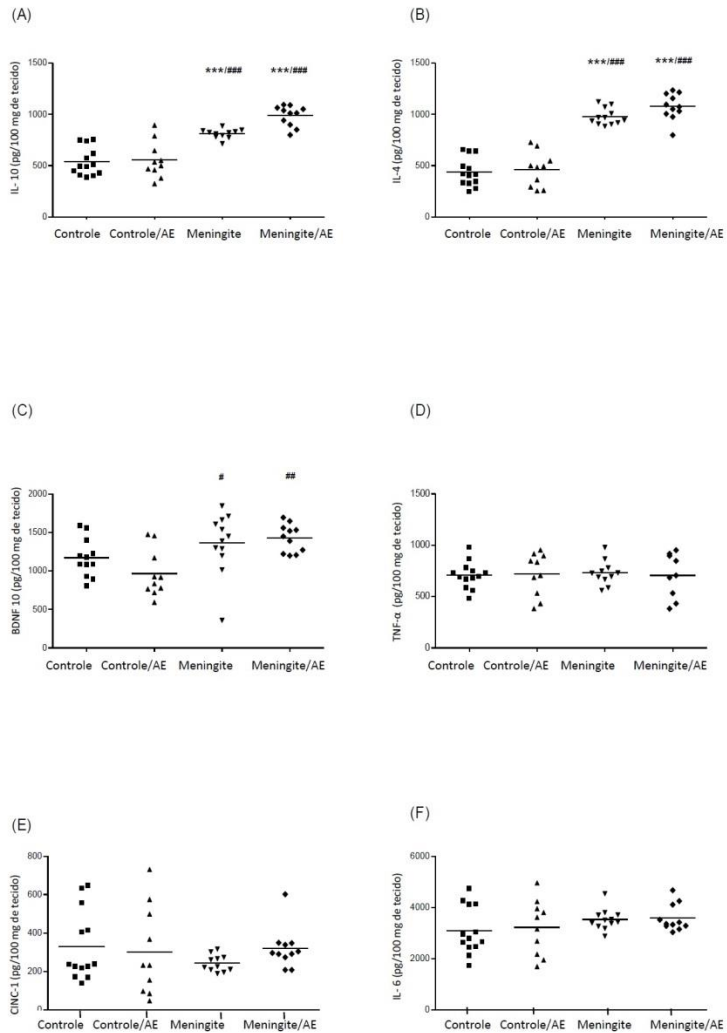 (A)
IL- 10 (pg/100 mg de tecido)
1500
1000
500
0
***/###
***/###
Controle Controle/AE Meningite Meningite/AE
(B)
IL-4 (pg/100 mg de tecido)
1500
1000
500
0
***/###
***/###
Controle Controle/AE Meningite Meningite/AE
(C)
BDNF 10 (pg/100 mg de tecido)
2000
1500
1000
500
0
#
##
Controle Controle/AE Meningite Meningite/AE
(D)
TNF-α (pg/100 mg de tecido)
1500
1000
500
0
Controle Controle/AE Meningite Meningite/AE
(E)
CINC-1 (pg/100 mg de tecido)
800
600
400
200
0
Controle Controle/AE Meningite Meningite/AE
(F)
IL- 6 (pg/100 mg de tecido)
6000
4000
2000
0
Controle Controle/AE Meningite Meningite/AE